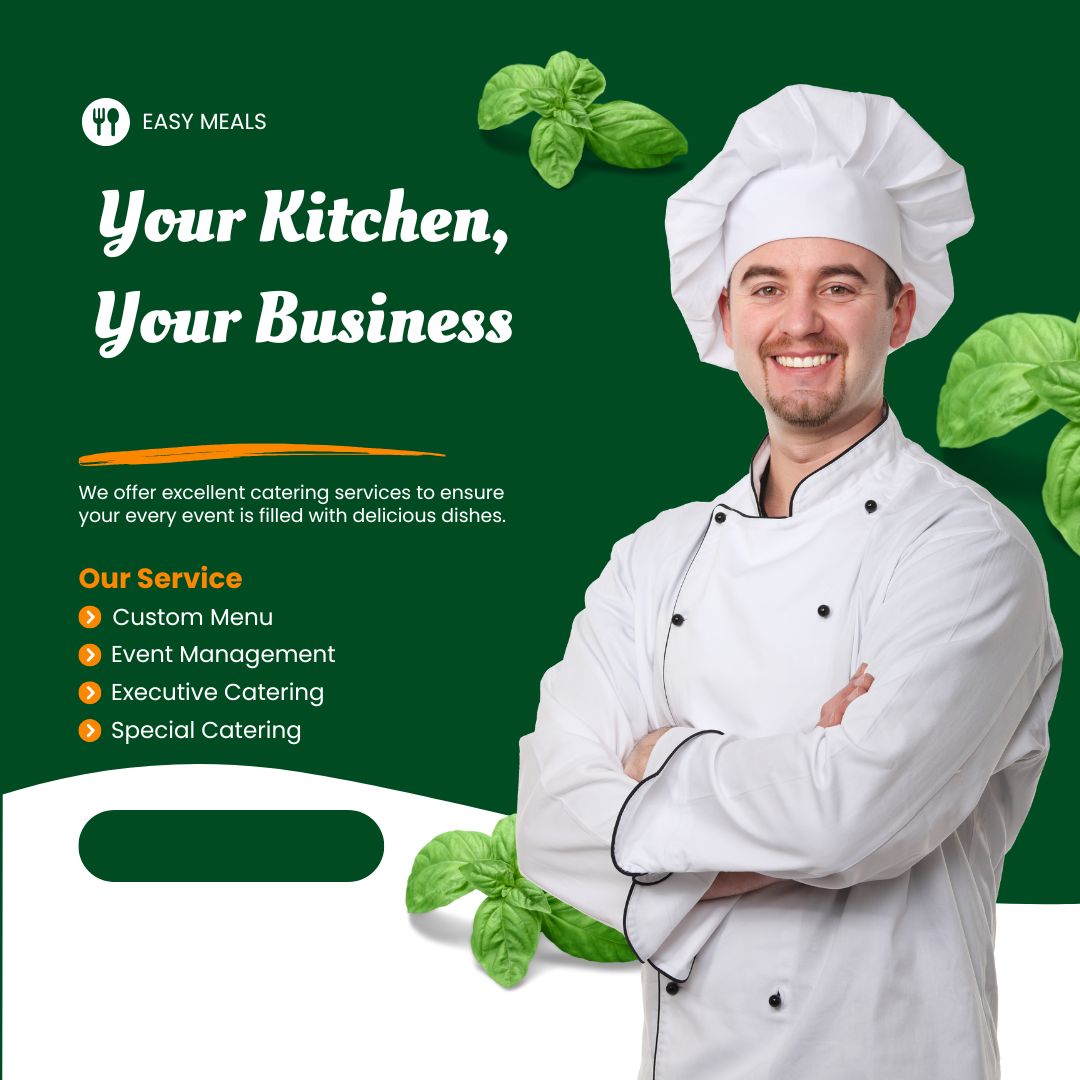 EASY MEALS
Your Kitchen,
Your Business
We offer excellent catering services to ensure
your every event is filled with delicious dishes.
Our Service
Custom Menu
Event Management
Executive Catering
Special Catering